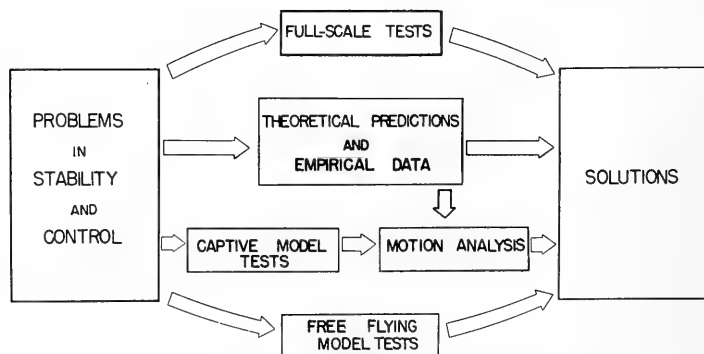 FULL-SCALE TESTS
PROBLEMS
IN
STABILITY
AND
CONTROL
THEORETICAL PREDICTIONS
AND
EMPIRICAL DATA
SOLUTIONS
CAPTIVE MODEL
TESTS
MOTION ANALYSIS
FREE FLYING
MODEL TESTS